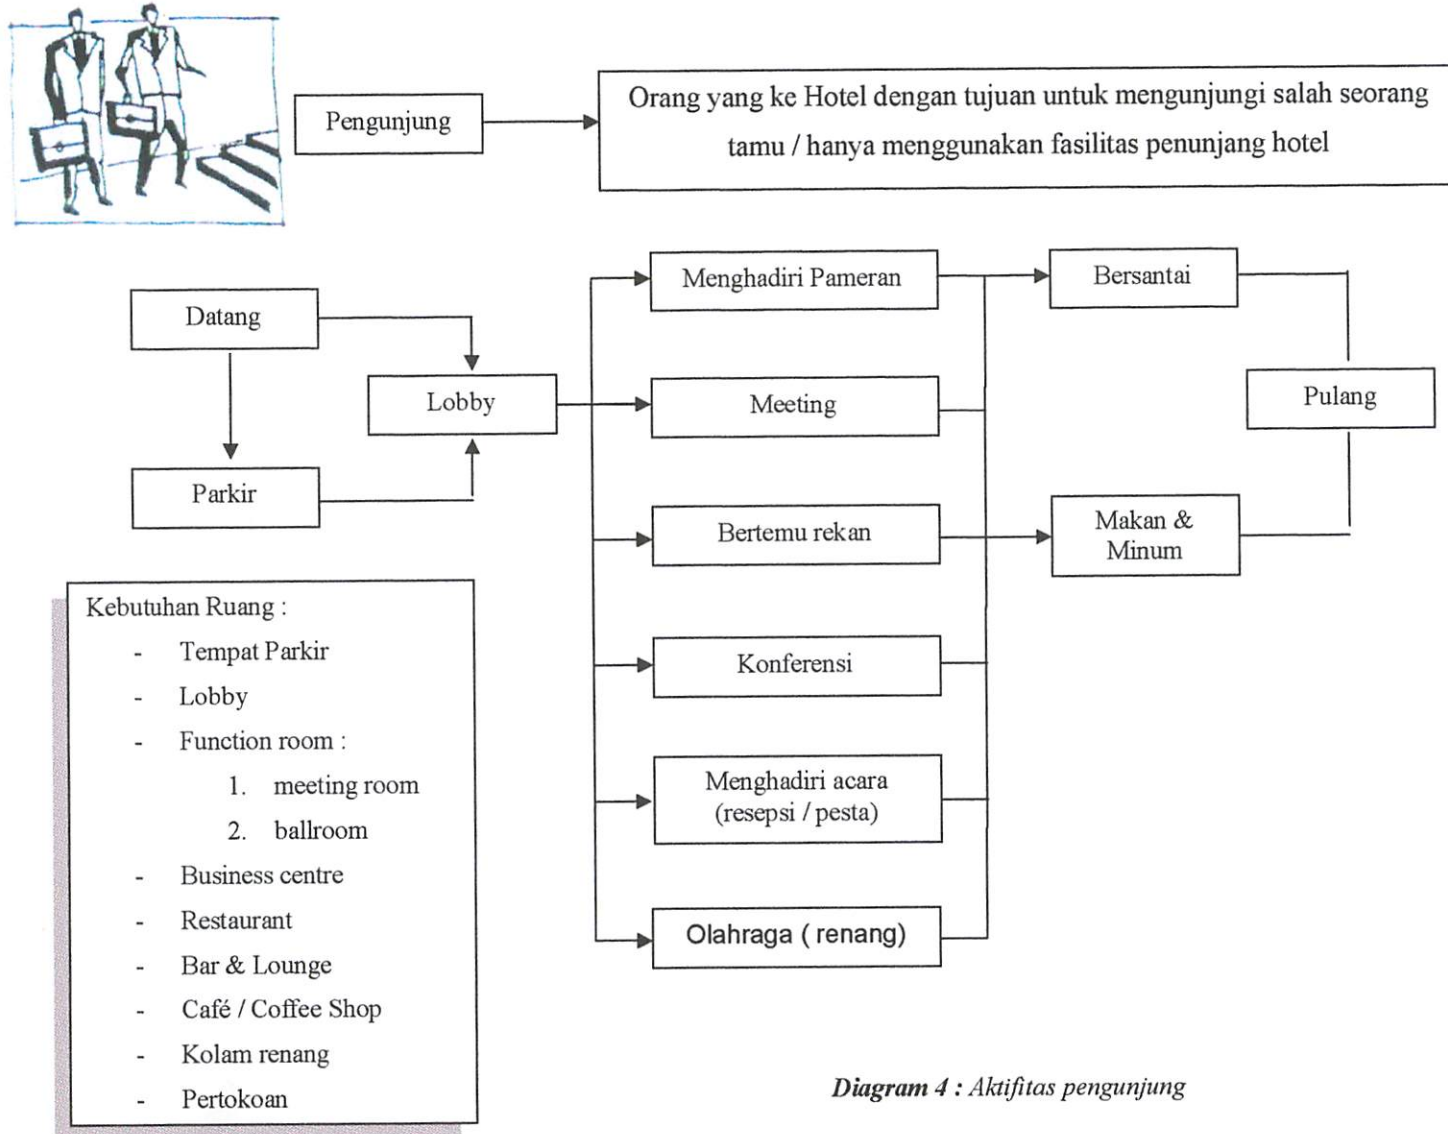 Pengunjung
Orang yang ke Hotel dengan tujuan untuk mengunjungi salah seorang
tamu / hanya menggunakan fasilitas penunjang hotel
Datang
Parkir
Lobby
Menghadiri Pameran
Meeting
Bertemu rekan
Konferensi
Menghadiri acara
(resepsi / pesta)
Olahraga ( renang)
Bersantai
Makan &
Minum
Pulang
Kebutuhan Ruang :
- Tempat Parkir
- Lobby
- Function room :
1. meeting room
2. ballroom
- Business centre
- Restaurant
- Bar & Lounge
- Café / Coffee Shop
- Kolam renang
- Pertokoan
Diagram 4 : Aktifitas pengunjung